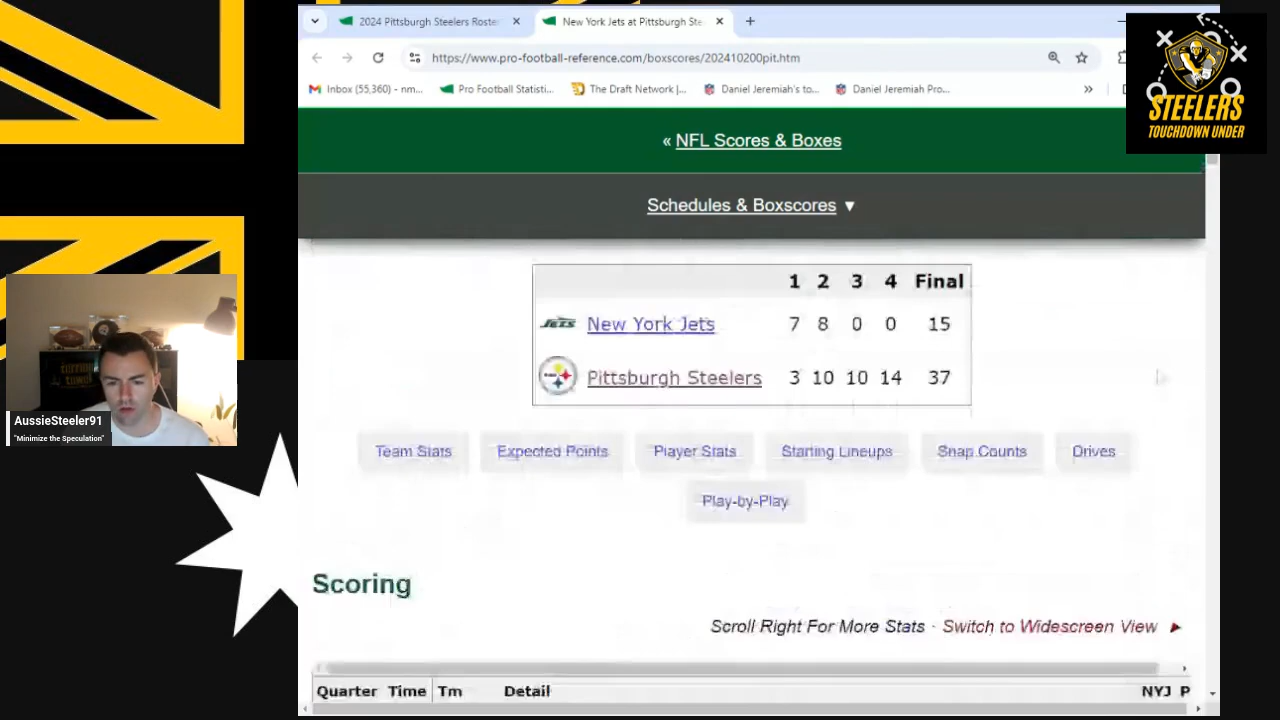 2024 Pittsburgh Steelers Roste
New York Jets at Pittsburgh Ste
https://www.pro-football-reference.com/boxscores/202410200pit.htm
Inbox (55,360) - nm...
Pro Football Statisti...
The Draft Network |...
Daniel Jeremiah's to...
Daniel Jeremiah Pro...
»
STEELERS
TOUCHDOWN UNDER
« NFL Scores & Boxes
Schedules & Boxscores ▼
1 2 3 4 Final
JETS New York Jets 7 8 0 0 15
Pittsburgh Steelers 3 10 10 14 37
Team Stats Expected Points Player Stats Starting Lineups Snap Counts Drives
Play-by-Play
AussieSteeler91
"Minimize the Speculation"
Scoring
Scroll Right For More Stats · Switch to Widescreen View ►
Quarter Time Tm Detail NYJ P